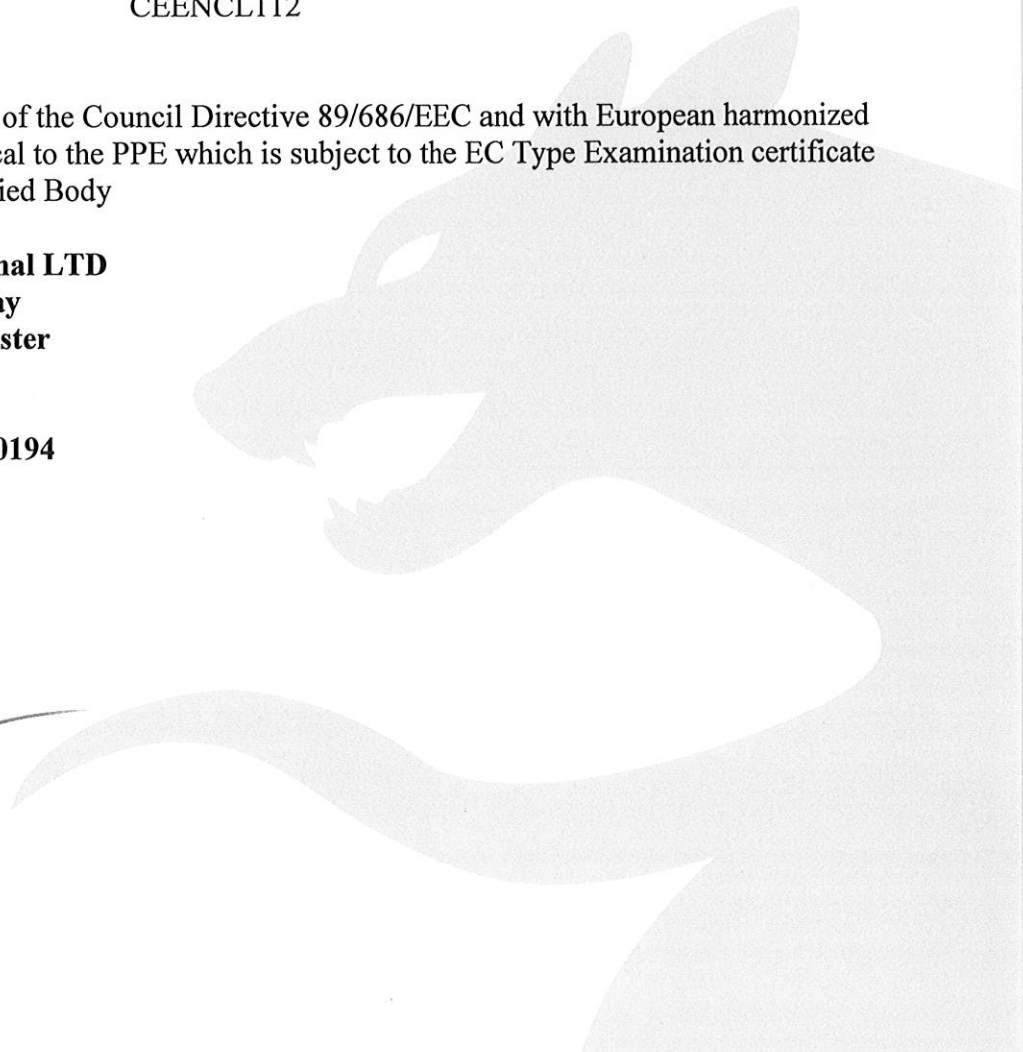 CEENCL112
of the Council Directive 89/686/EEC and with European harmonized
cal to the PPE which is subject to the EC Type Examination certificate
ied Body
nal LTD
ay
ster
0194